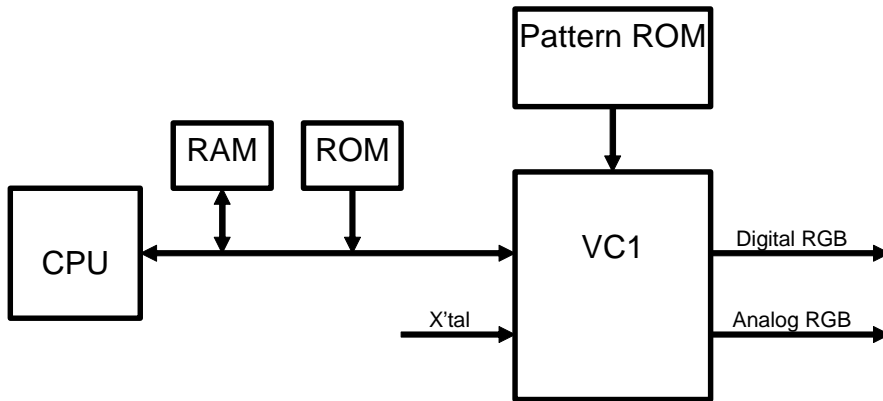 Pattern ROM
RAM
ROM
CPU
VC1
Digital RGB
X'tal
Analog RGB